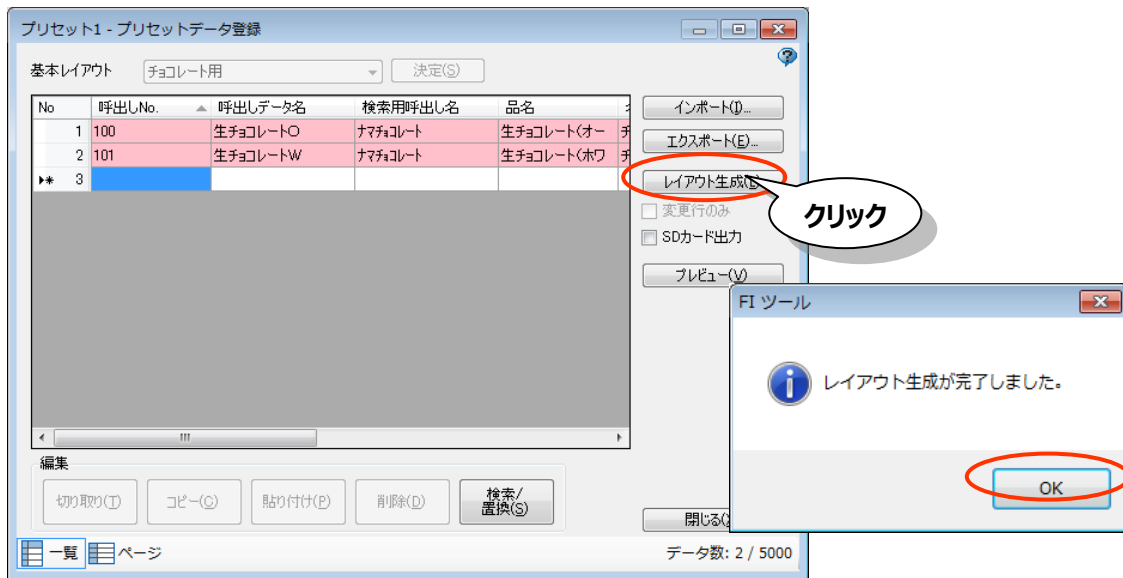 プリセット1 - プリセットデータ登録
基本レイアウト チョコレート用 決定(S)
No 呼出しNo. 呼出しデータ名 検索用呼出し名 品名
1 100 生チョコレートO ﾅﾏﾁｮｺﾚｰﾄ 生チョコレート(オー チ
2 101 生チョコレートW ﾅﾏﾁｮｺﾚｰﾄ 生チョコレート(ホワ チ
3
インポート(I)...
エクスポート(E)...
レイアウト生成(L)
変更行のみ
SDカード出力
プレビュー(V)
クリック
FI ツール
レイアウト生成が完了しました。
OK
編集
切り取り(T) コピー(C) 貼り付け(P) 削除(D) 検索/
置換(S)
閉じる(
一覧 ページ
データ数: 2 / 5000